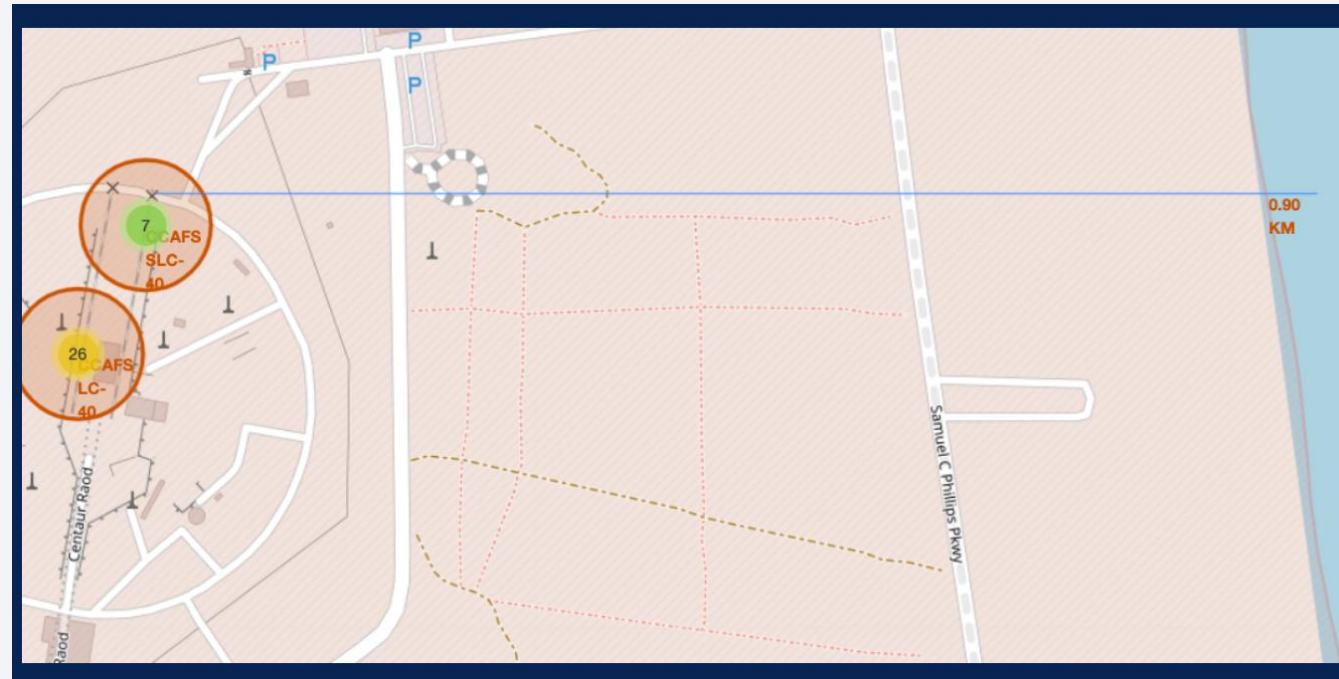 P
P
P
7
CCAFS
SLC-
40
0.90
KM
26
CCAFS
LC-
40
Samuel C Phillips Pkwy
Centaur Raod
Raod